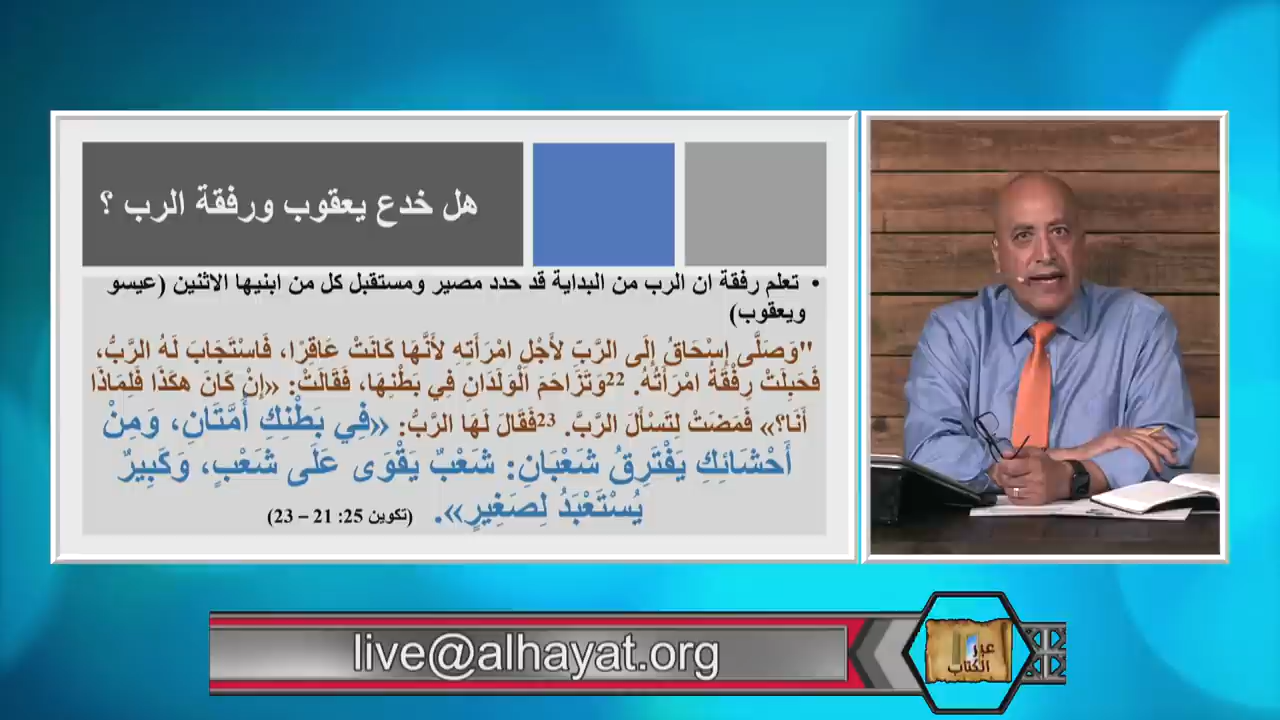 هل خدع يعقوب ورفقة الرب ؟
• تعلم رفقة ان الرب من البداية قد حدد مصير ومستقبل كل من ابنيها الاثنين (عيسو
ويعقوب)
"وَصَلَّى إِسْحَاقُ إِلَى الرَّبِّ لأَجْلِ امْرَأَتِهِ لأَنَّهَا كَانَتْ عَاقِرًا، فَاسْتَجَابَ لَهُ الرَّبُّ،
فَحَبِلَتْ رِفْقَةُ امْرَأَتُهُ. 22وَتَزَاحَمَ الْوَلَدَانِ فِي بَطْنِهَا، فَقَالَتْ: «إِنْ كَانَ هكَذَا فَلِمَاذَا
أَنَا؟» فَمَضَتْ لِتَسْأَلَ الرَّبَّ. 23فَقَالَ لَهَا الرَّبُّ: «فِي بَطْنِكِ أُمَّتَانِ، وَمِنْ
أَحْشَائِكِ يَفْتَرِقُ شَعْبَانِ: شَعْبٌ يَقْوَى عَلَى شَعْبٍ، وَكَبِيرٌ
يُسْتَعْبَدُ لِصَغِيرٍ». (تكوين 25: 21 – 23)
live@alhayat.org
عبر
الكتاب